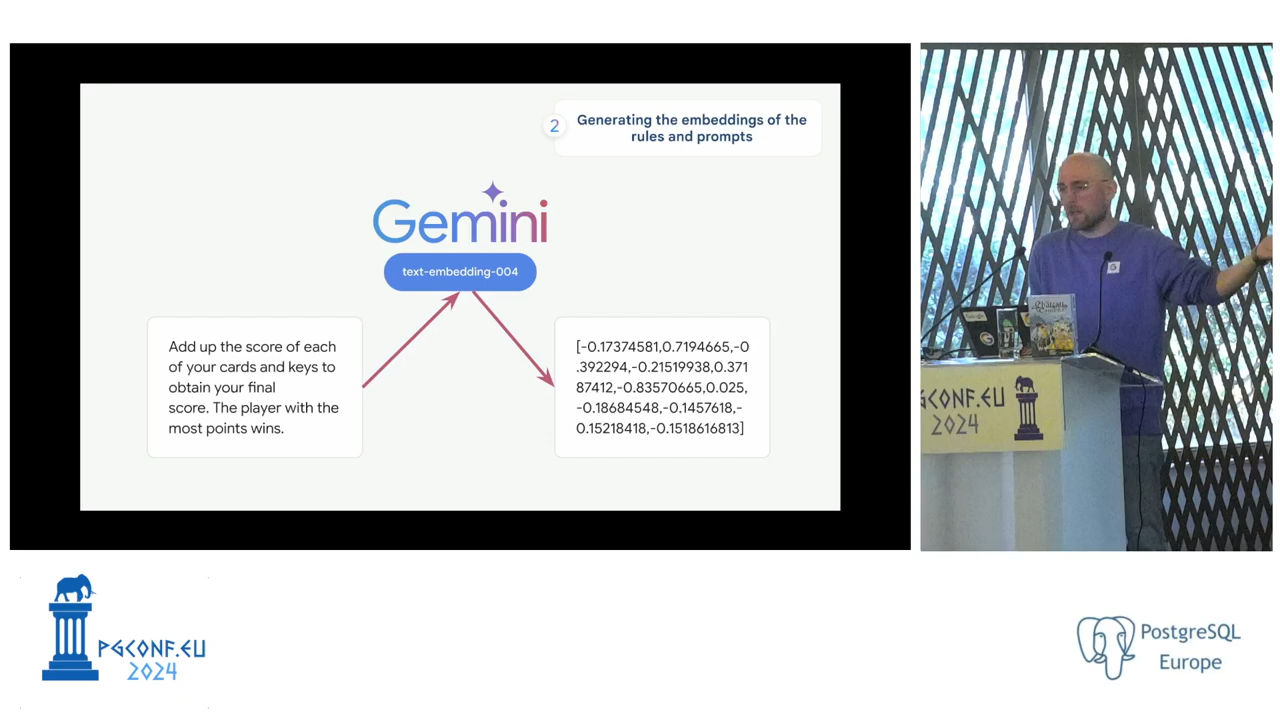 2
Generating the embeddings of the
rules and prompts
Gemini
text-embedding-004
Add up the score of each
of your cards and keys to
obtain your final
score. The player with the
most points wins.
[-0.17374581,0.7194665,-0
.392294,-0.21519938,0.371
87412,-0.83570665,0.025,
-0.18684548,-0.1457618,-
0.15218418,-0.1518616813]
GCONF.EU
2024
PGCONF.EU
2024
PostgreSQL
Europe